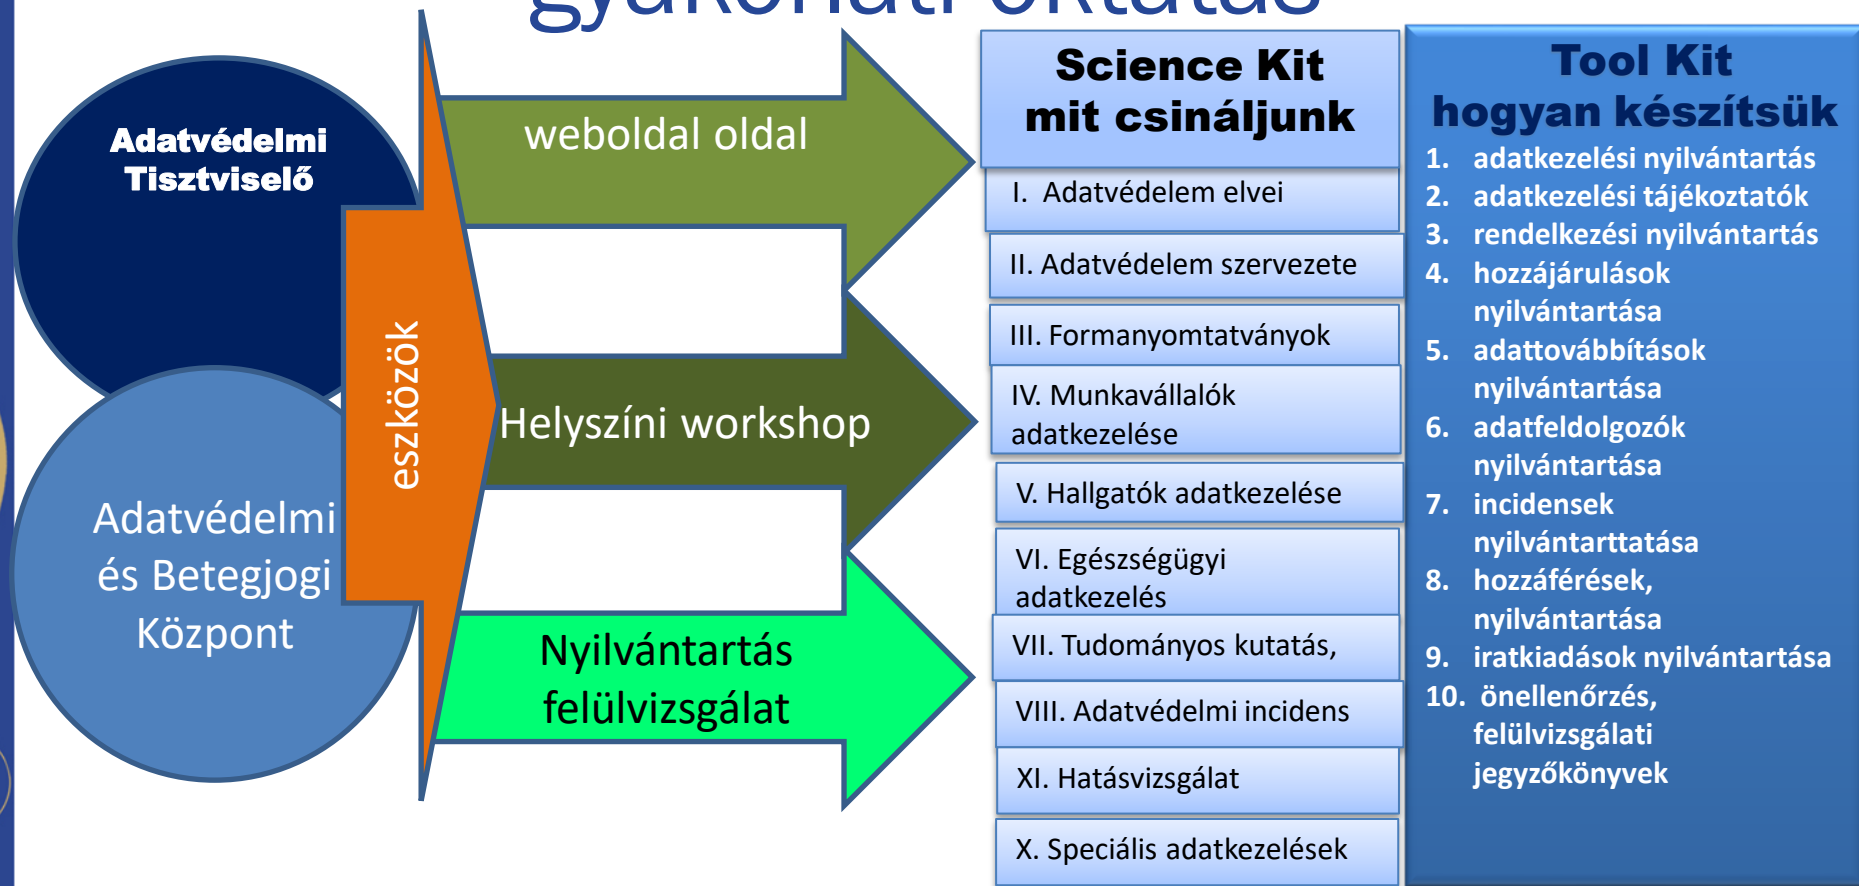 gyakorlati oktatás
Adatvédelmi
Tisztviselő
Adatvédelmi
és Betegjogi
Központ
eszközök
weboldal oldal
Helyszíni workshop
Nyilvántartás
felülvizsgálat
Science Kit
mit csináljunk
I. Adatvédelem elvei
II. Adatvédelem szervezete
III. Formanyomtatványok
IV. Munkavállalók
adatkezelése
V. Hallgatók adatkezelése
VI. Egészségügyi
adatkezelés
VII. Tudományos kutatás,
VIII. Adatvédelmi incidens
XI. Hatásvizsgálat
X. Speciális adatkezelések
Tool Kit
hogyan készítsük
1. adatkezelési nyilvántartás
2. adatkezelési tájékoztatók
3. rendelkezési nyilvántartás
4. hozzájárulások
nyilvántartása
5. adattovábbítások
nyilvántartása
6. adatfeldolgozók
nyilvántartása
7. incidensek
nyilvántarttatása
8. hozzáférések,
nyilvántartása
9. iratkiadások nyilvántartása
10. önellenőrzés,
felülvizsgálati
jegyzőkönyvek